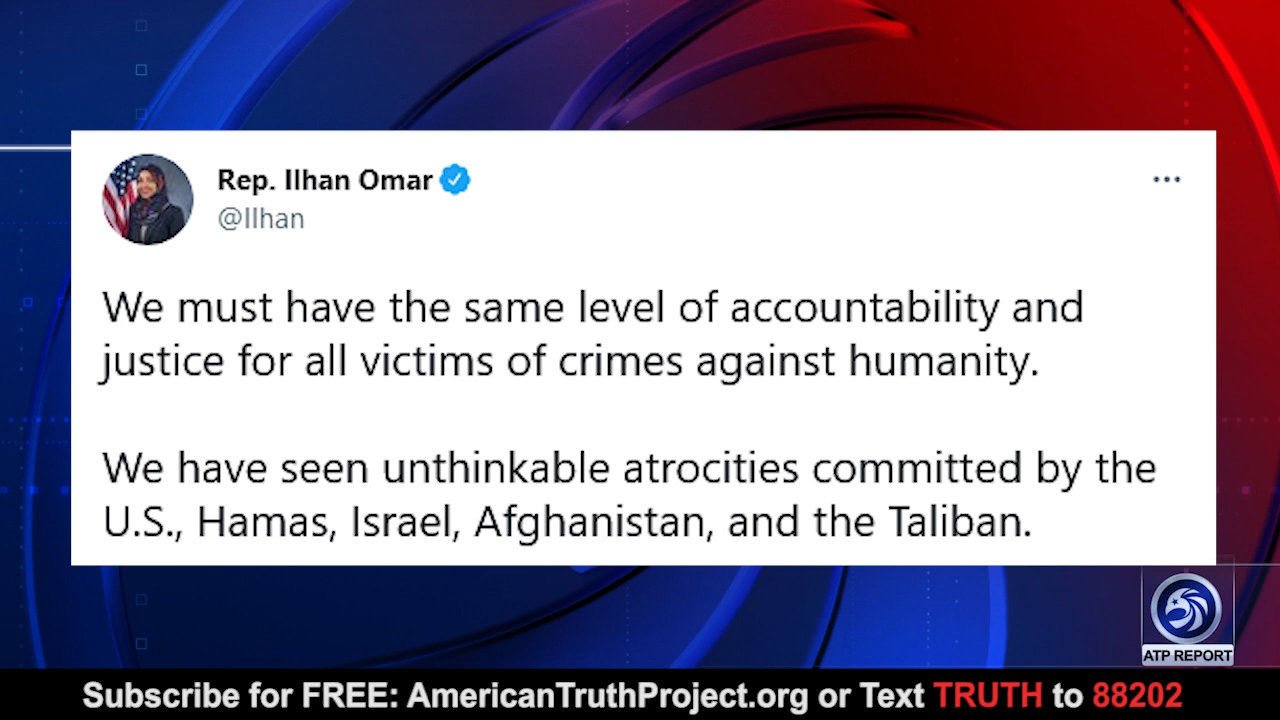 Rep. Ilhan Omar
@Ilhan
We must have the same level of accountability and
justice for all victims of crimes against humanity.
We have seen unthinkable atrocities committed by the
U.S., Hamas, Israel, Afghanistan, and the Taliban.
ATP REPORT
Subscribe for FREE: AmericanTruthProject.org or Text TRUTH to 88202